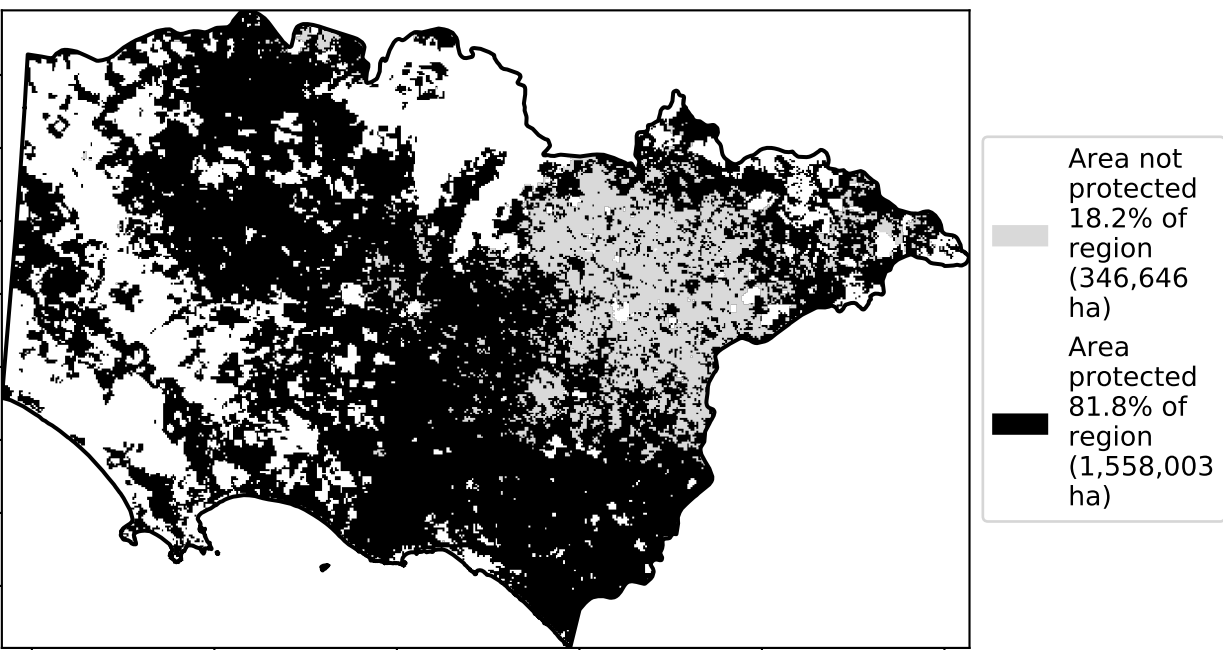 Area not
protected
18.2% of
region
(346,646
ha)
Area
protected
81.8% of
region
(1,558,003
ha)